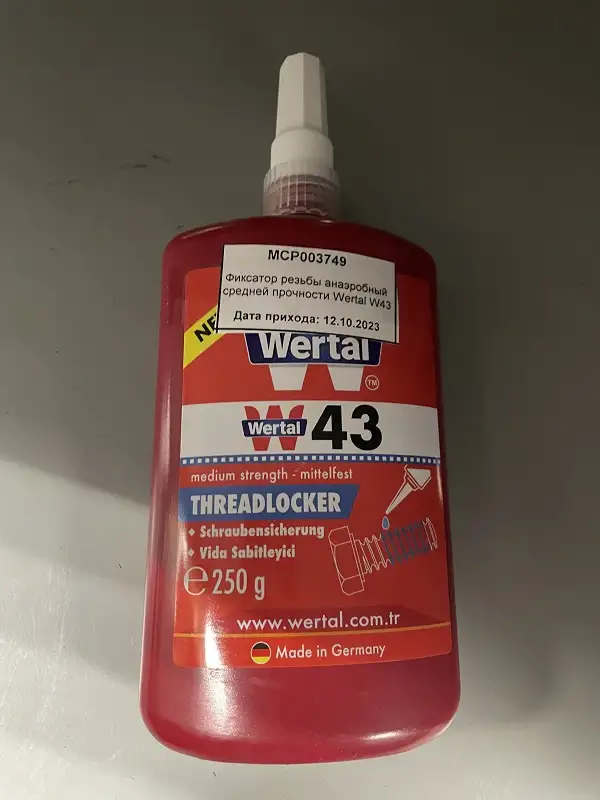 MCP003749
Фиксатор резьбы анаэробный
средней прочности Wertal W43
Дата прихода: 12.10.2023
Wertal
TM
Wertal 43
medium strength - mittelfest
THREADLOCKER
• Schraubensicherung
• Vida Sabitleyici
℮ 250 g
www.wertal.com.tr
Made in Germany